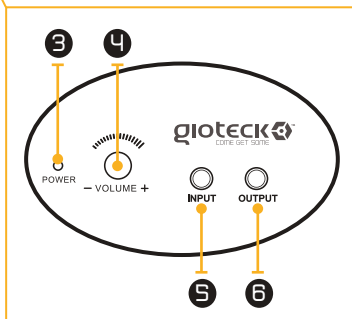 3 4
gioteck
COME GET SOME
POWER
– VOLUME +
INPUT OUTPUT
5 6